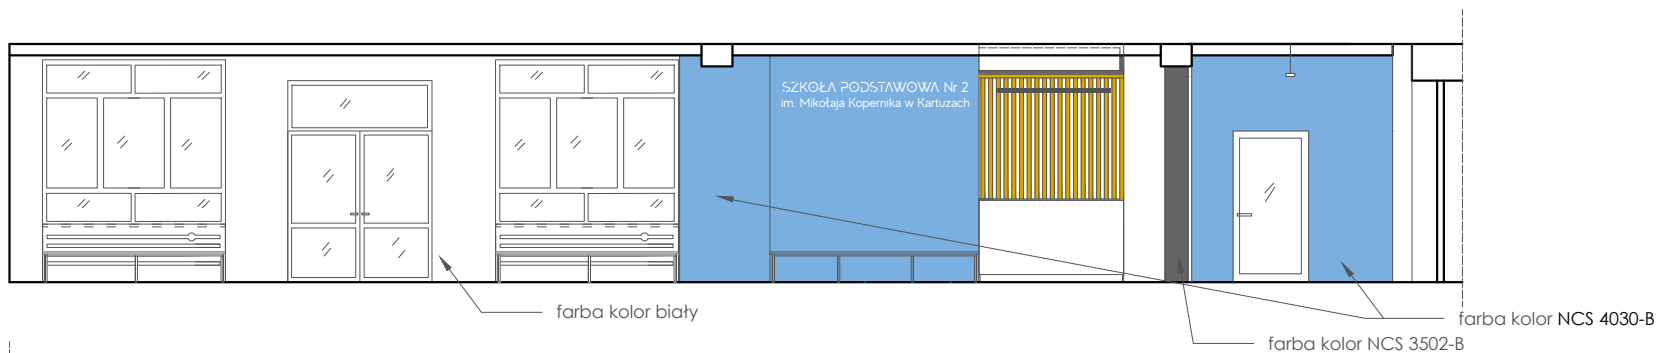 SZKOŁA PODSTAWOWA Nr 2
im. Mikołaja Kopernika w Kartuzach
farba kolor biały
farba kolor NCS 4030-B
farba kolor NCS 3502-B